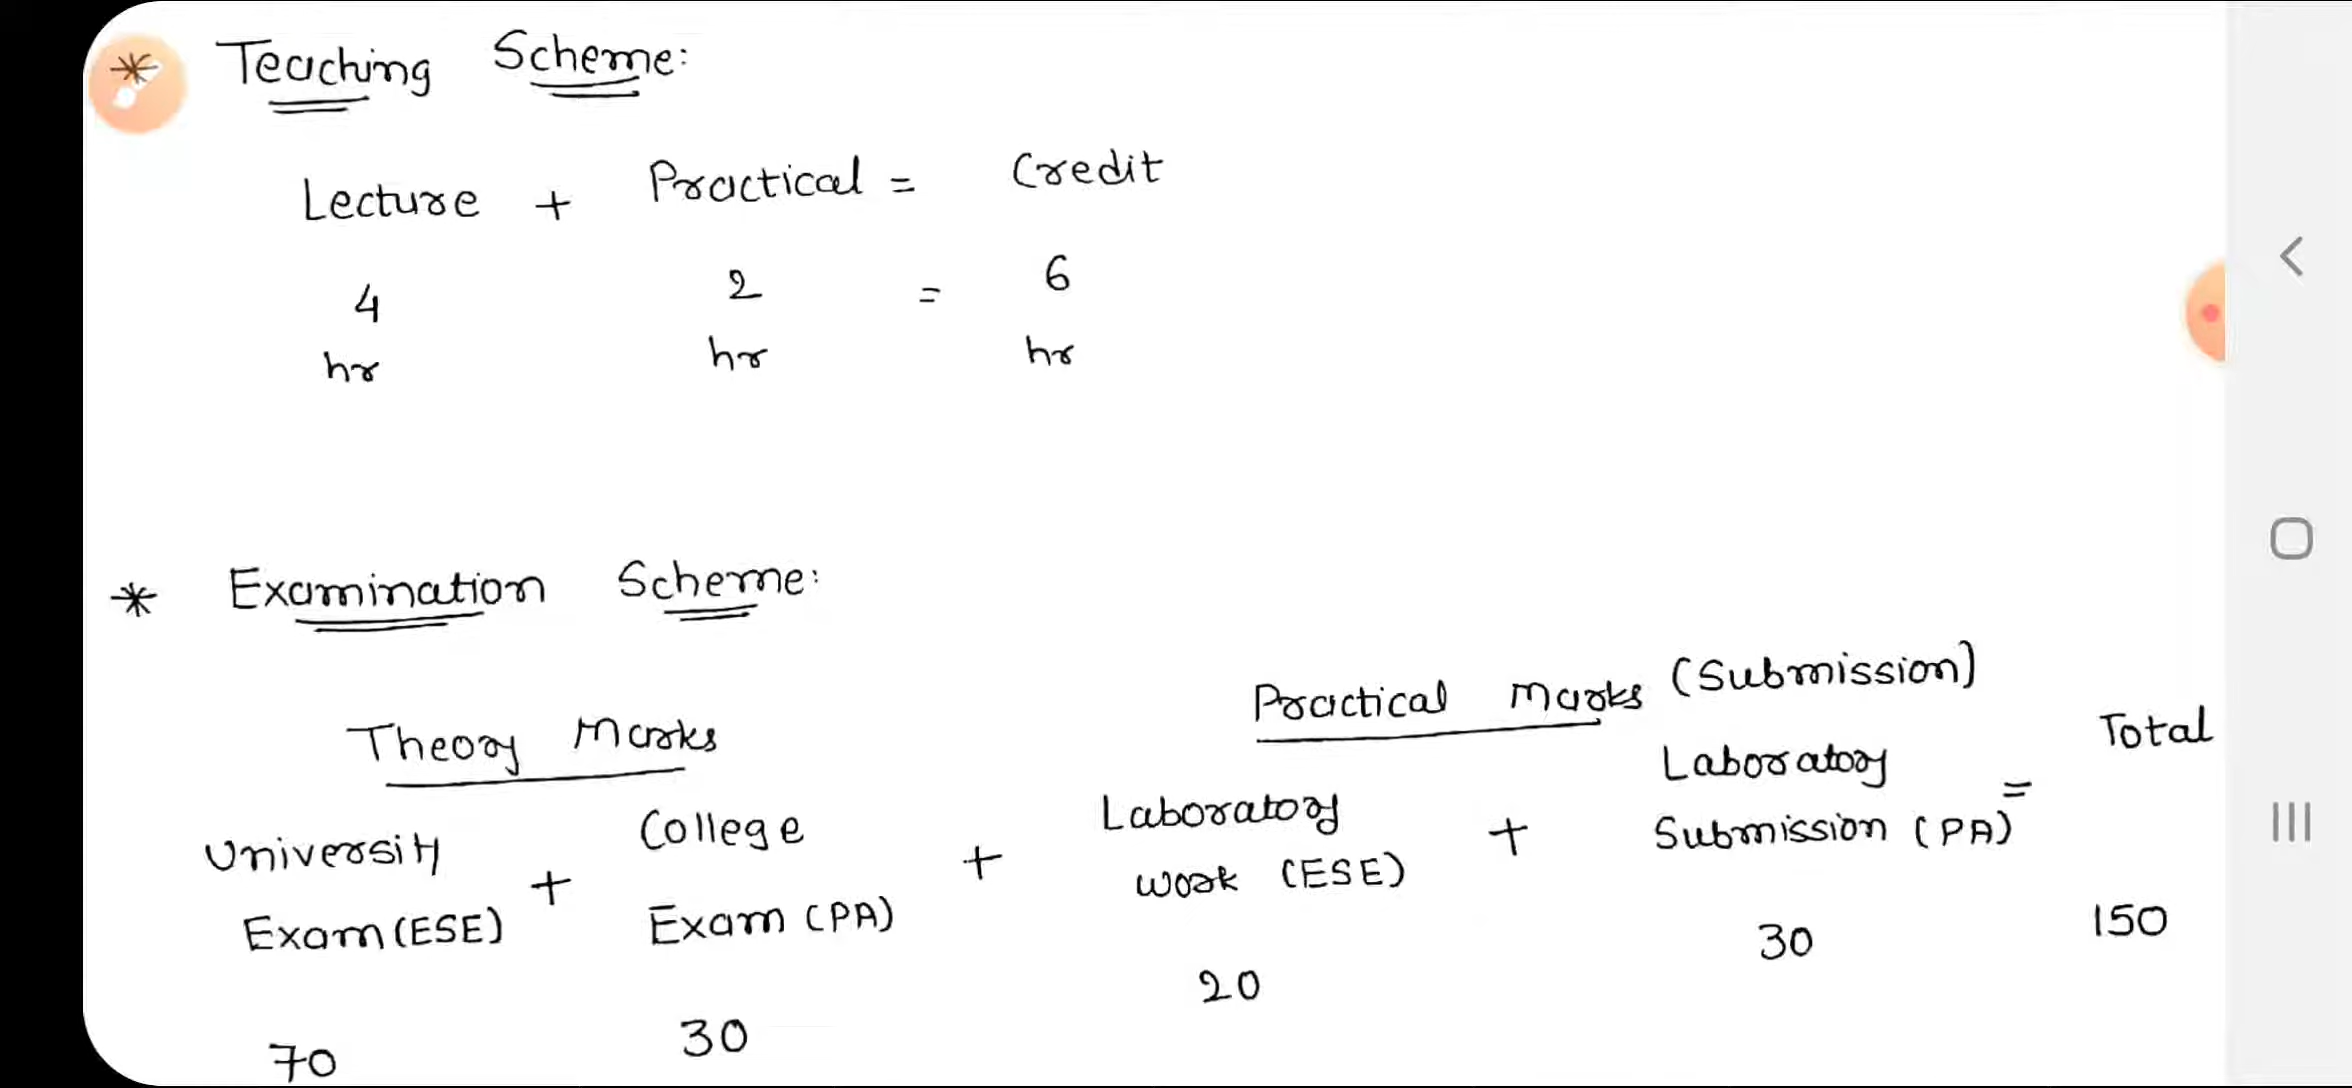 * Teaching Scheme:
Lecture + Practical = Credit
4 2 = 6
hr hr hr
* Examination Scheme:
Theory Marks
University Exam (ESE) + College Exam (PA) +
70 30
Practical Marks (Submission)
Laboratory work (ESE) + Laboratory Submission (PA) =
20 30
Total
150